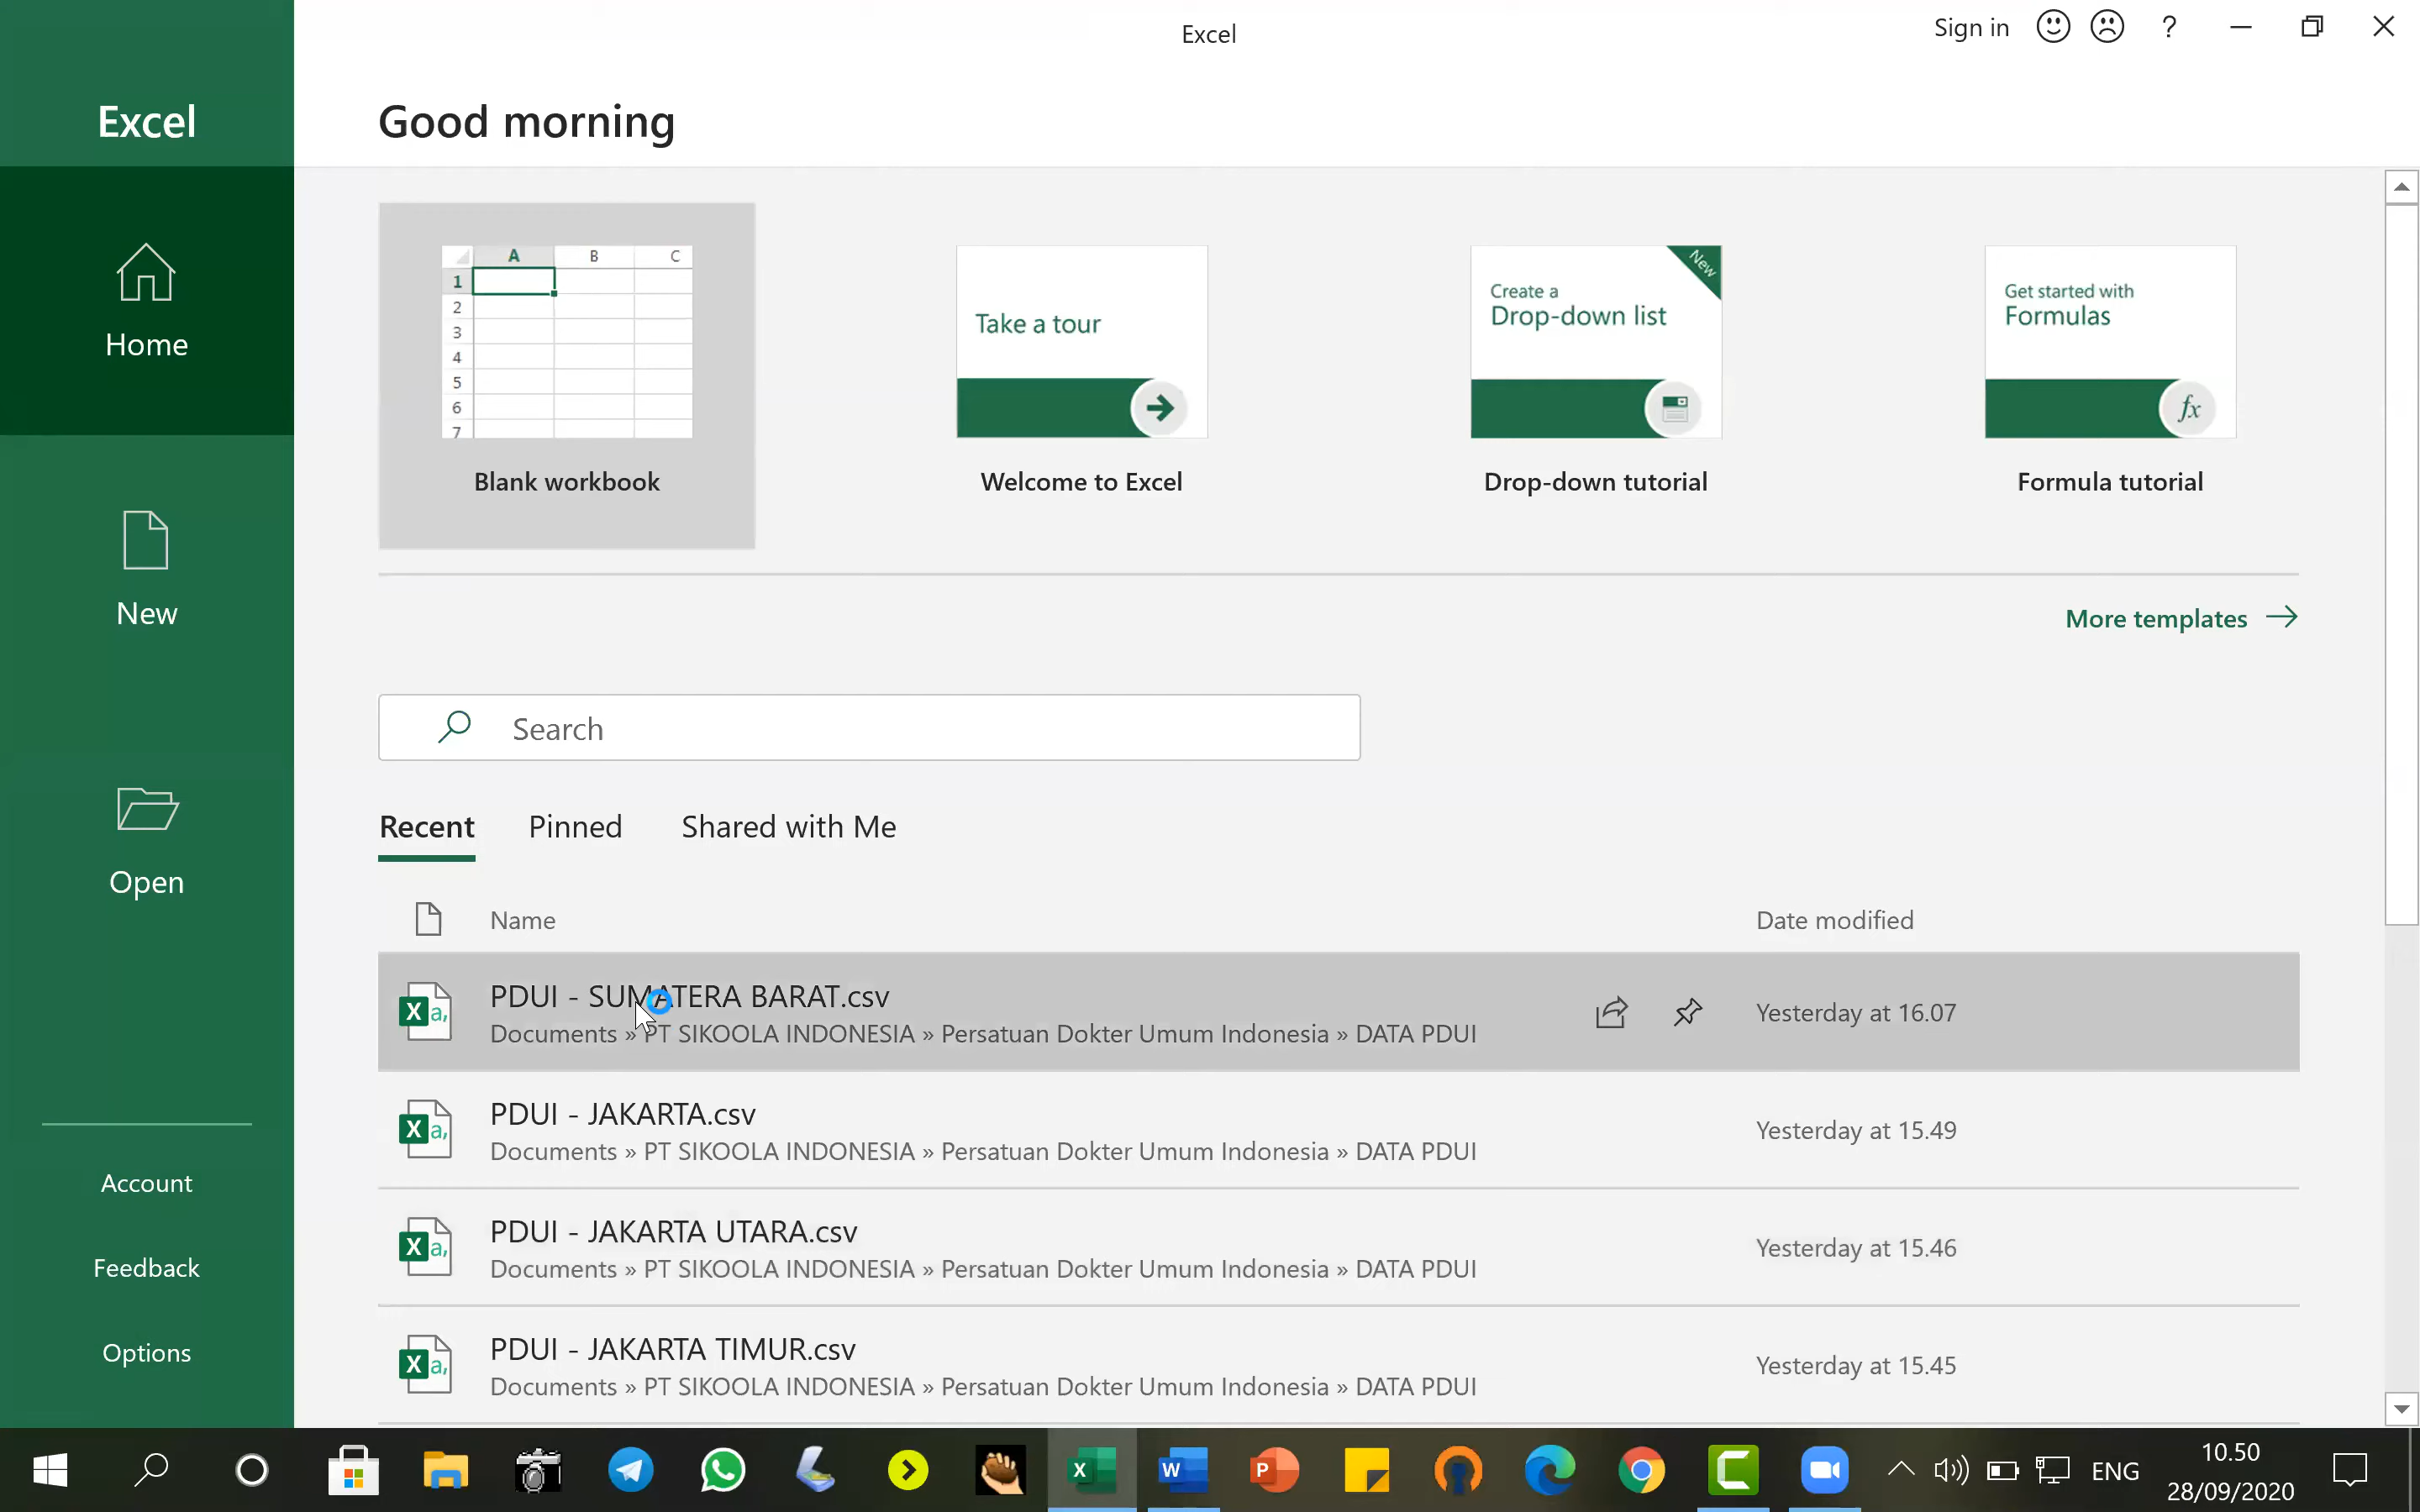 Excel
Sign in
?
Excel
Good morning
Home
New
Open
Account
Feedback
Options
A B C
1
2
3
4
5
6
7
Blank workbook
Take a tour
Welcome to Excel
New
Create a
Drop-down list
Drop-down tutorial
Get started with
Formulas
fx
Formula tutorial
More templates
Search
Recent Pinned Shared with Me
Name Date modified
X a,
PDUI - SUMATERA BARAT.csv
Documents » PT SIKOOLA INDONESIA » Persatuan Dokter Umum Indonesia » DATA PDUI
Yesterday at 16.07
X a,
PDUI - JAKARTA.csv
Documents » PT SIKOOLA INDONESIA » Persatuan Dokter Umum Indonesia » DATA PDUI
Yesterday at 15.49
X a,
PDUI - JAKARTA UTARA.csv
Documents » PT SIKOOLA INDONESIA » Persatuan Dokter Umum Indonesia » DATA PDUI
Yesterday at 15.46
X a,
PDUI - JAKARTA TIMUR.csv
Documents » PT SIKOOLA INDONESIA » Persatuan Dokter Umum Indonesia » DATA PDUI
Yesterday at 15.45
X
W
P
ENG
10.50
28/09/2020